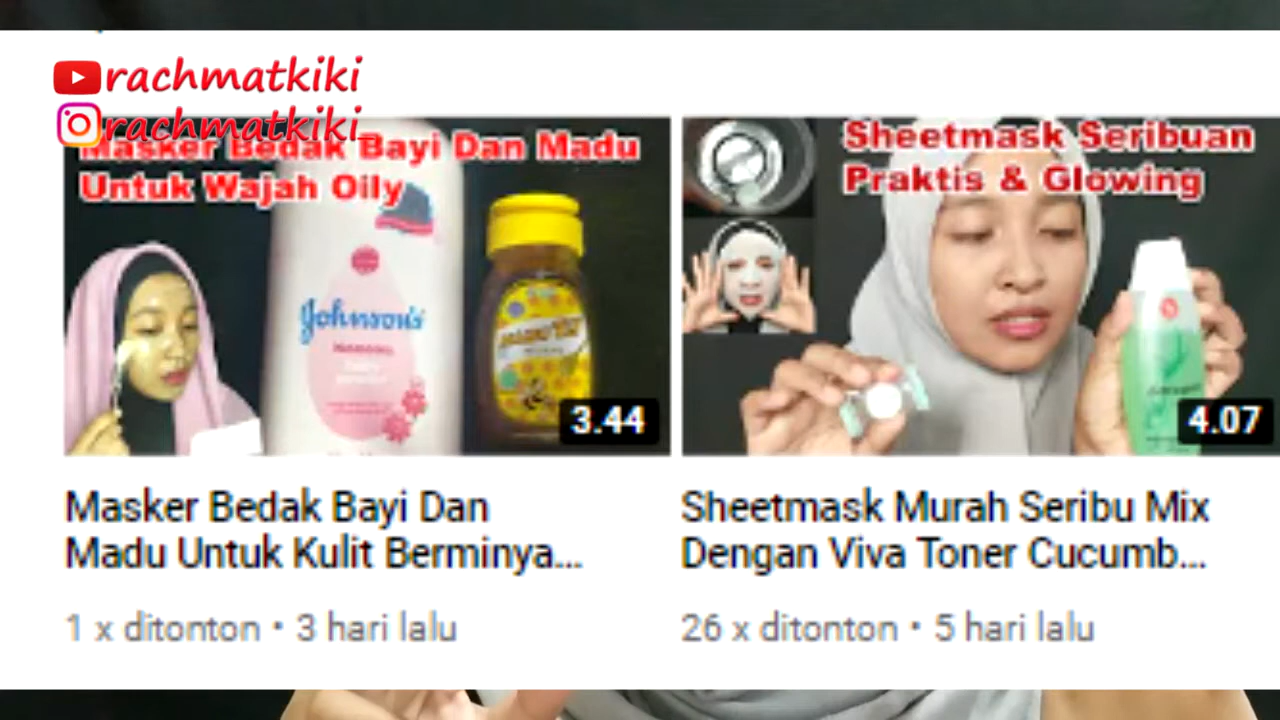 rachmatkiki
rachmatkiki
Masker Bedak Bayi Dan Madu
Untuk Wajah Oily
Johnson's
3.44
Sheetmask Seribuan
Praktis & Glowing
4.07
Masker Bedak Bayi Dan
Madu Untuk Kulit Berminya...
1 x ditonton • 3 hari lalu
Sheetmask Murah Seribu Mix
Dengan Viva Toner Cucumb...
26 x ditonton • 5 hari lalu